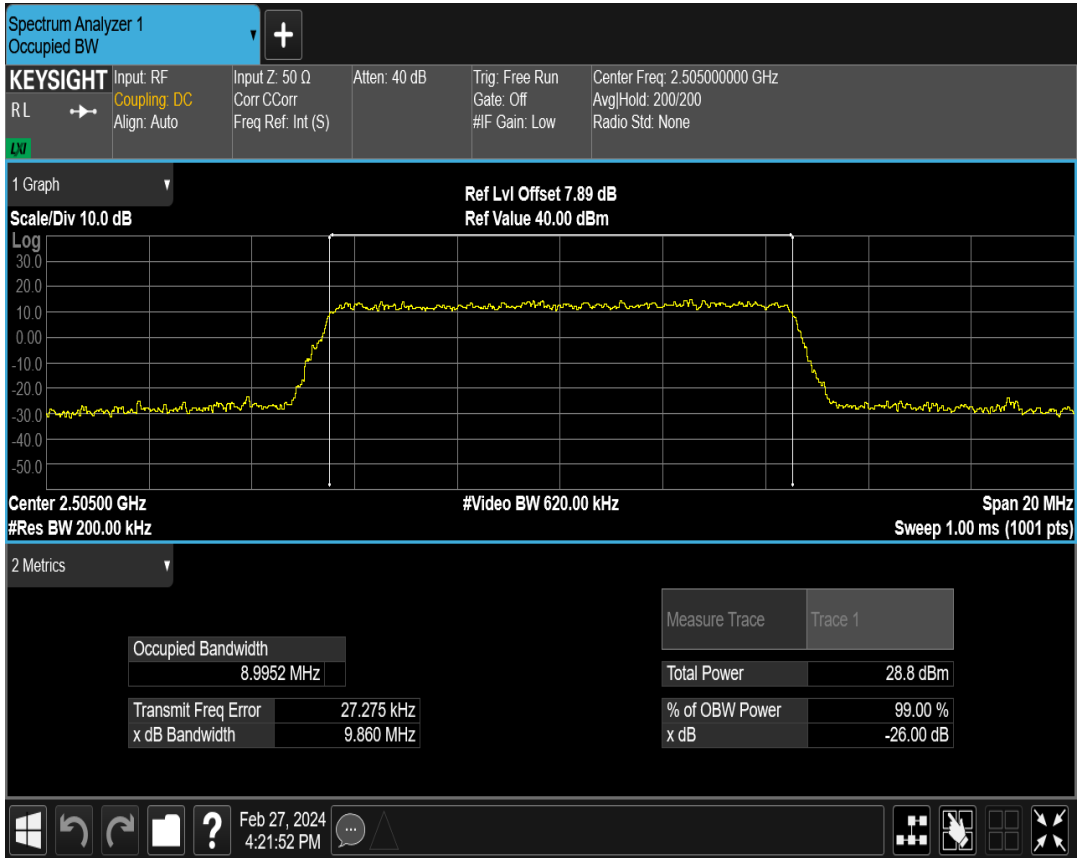 Spectrum Analyzer 1
Occupied BW
+
KEYSIGHT
R L
LXI
Input: RF
Coupling: DC
Align: Auto
Input Z: 50 Ω
Corr CCorr
Freq Ref: Int (S)
Atten: 40 dB
Trig: Free Run
Gate: Off
#IF Gain: Low
Center Freq: 2.505000000 GHz
Avg|Hold: 200/200
Radio Std: None
1 Graph
Scale/Div 10.0 dB
Ref Lvl Offset 7.89 dB
Ref Value 40.00 dBm
Log
30.0
20.0
10.0
0.00
-10.0
-20.0
-30.0
-40.0
-50.0
Center 2.50500 GHz
#Video BW 620.00 kHz
Span 20 MHz
#Res BW 200.00 kHz
Sweep 1.00 ms (1001 pts)
2 Metrics
Measure Trace Trace 1
Occupied Bandwidth
8.9952 MHz
Total Power 28.8 dBm
Transmit Freq Error 27.275 kHz
% of OBW Power 99.00 %
x dB Bandwidth 9.860 MHz
x dB -26.00 dB
?
Feb 27, 2024
4:21:52 PM